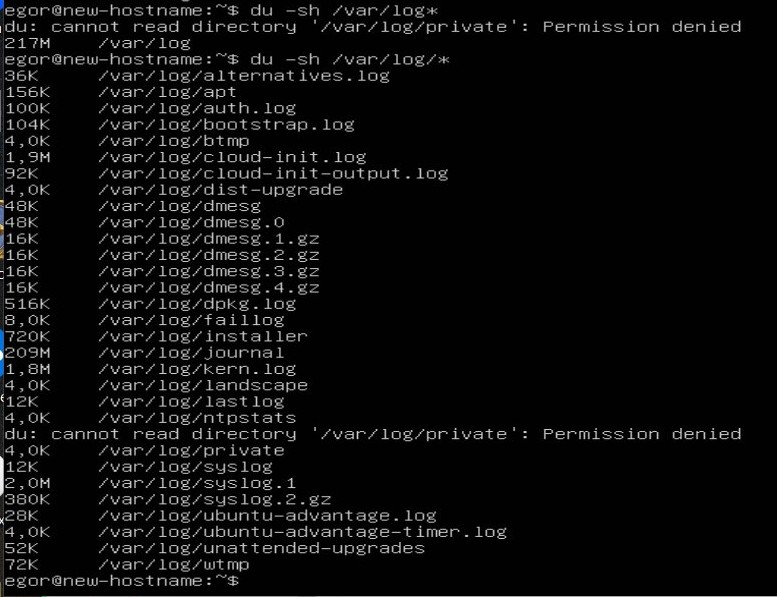 egor@new-hostname:~$ du -sh /var/log*
du: cannot read directory '/var/log/private': Permission denied
217M /var/log
egor@new-hostname:~$ du -sh /var/log/*
36K /var/log/alternatives.log
156K /var/log/apt
100K /var/log/auth.log
104K /var/log/bootstrap.log
4,0K /var/log/btmp
1,9M /var/log/cloud-init.log
92K /var/log/cloud-init-output.log
4,0K /var/log/dist-upgrade
48K /var/log/dmesg
48K /var/log/dmesg.0
16K /var/log/dmesg.1.gz
16K /var/log/dmesg.2.gz
16K /var/log/dmesg.3.gz
16K /var/log/dmesg.4.gz
516K /var/log/dpkg.log
8,0K /var/log/faillog
720K /var/log/installer
209M /var/log/journal
1,8M /var/log/kern.log
4,0K /var/log/landscape
12K /var/log/lastlog
4,0K /var/log/ntpstats
du: cannot read directory '/var/log/private': Permission denied
4,0K /var/log/private
12K /var/log/syslog
2,0M /var/log/syslog.1
380K /var/log/syslog.2.gz
28K /var/log/ubuntu-advantage.log
4,0K /var/log/ubuntu-advantage-timer.log
52K /var/log/unattended-upgrades
72K /var/log/wtmp
egor@new-hostname:~$